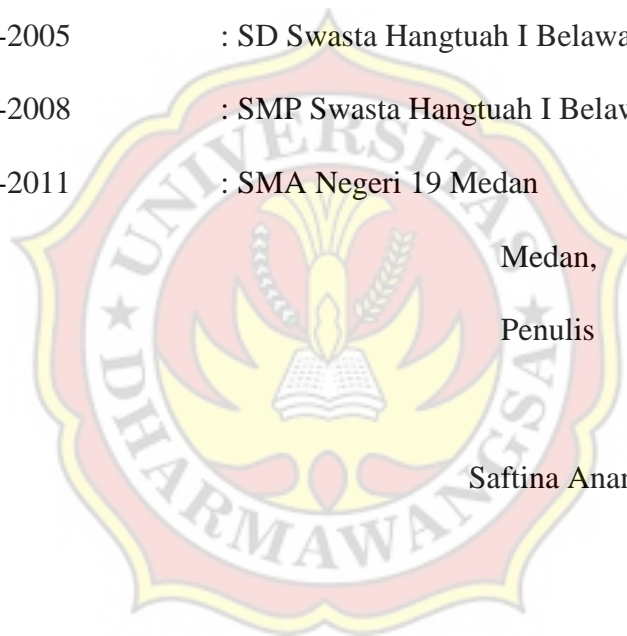 -2005 : SD Swasta Hangtuah I
-2008 : SMP Swasta Hangtuah I
-2011 : SMA Negeri 19 Medan
Medan,
Penulis
Saftina
UNIVERSITAS
DHARMAWANGSA